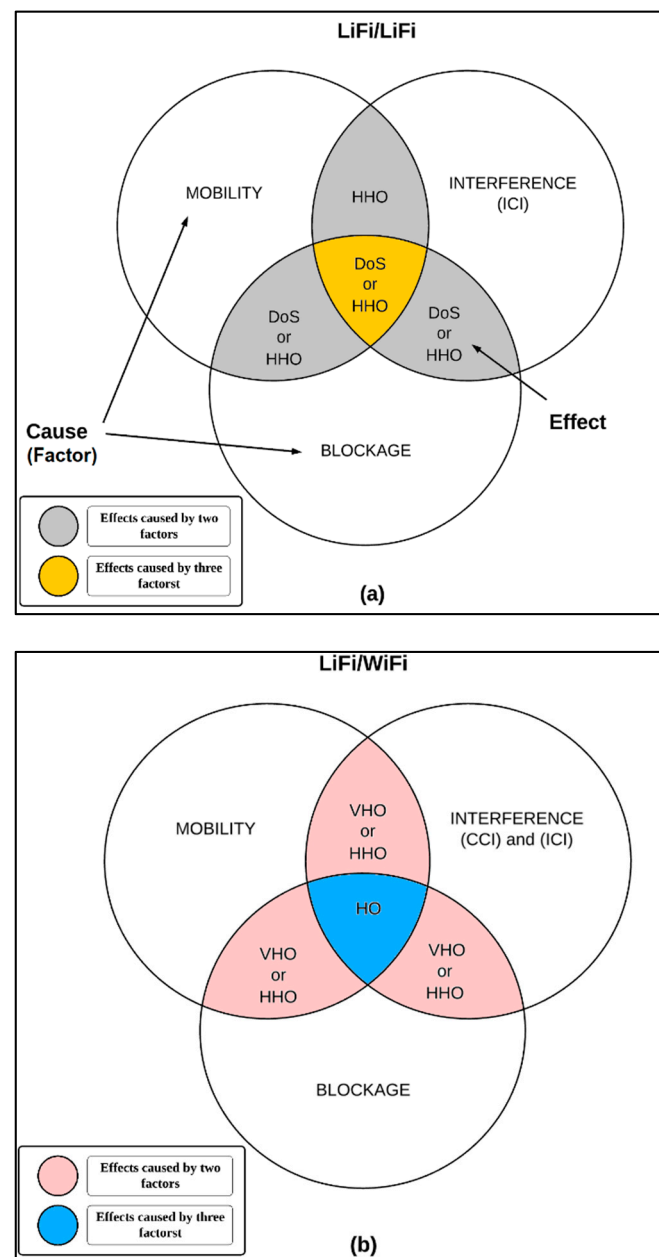 LiFi/LiFi
MOBILITY
INTERFERENCE
(ICI)
HHO
DoS
or
HHO
DoS
or
HHO
DoS
or
HHO
Cause
(Factor)
Effect
BLOCKAGE
Effects caused by two
factors
Effects caused by three
factorst
(a)
LiFi/WiFi
MOBILITY
INTERFERENCE
(CCI) and (ICI)
VHO
or
HHO
HO
VHO
or
HHO
VHO
or
HHO
BLOCKAGE
Effects caused by two
factors
Effects caused by three
factorst
(b)